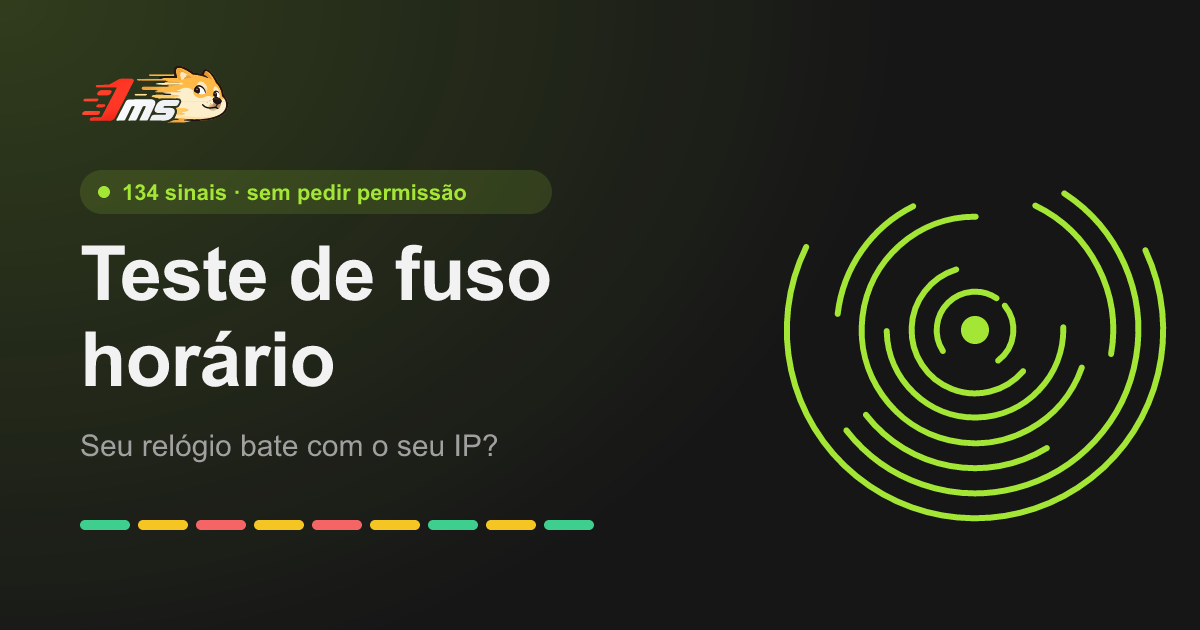 1ms
134 sinais · sem pedir permissão
Teste de fuso
horário
Seu relógio bate com o seu IP?